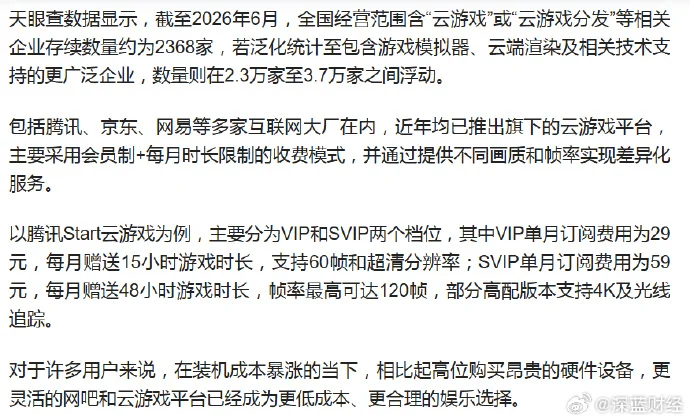 天眼查数据显示，截至2026年6月，全国经营范围含“云游戏”或“云游戏分发”等相关
企业存续数量约为2368家，若泛化统计至包含游戏模拟器、云端渲染及相关技术支
持的更广泛企业，数量则在2.3万家至3.7万家之间浮动。
包括腾讯、京东、网易等多家互联网大厂在内，近年均已推出旗下的云游戏平台，
主要采用会员制+每月时长限制的收费模式，并通过提供不同画质和帧率实现差异化
服务。
以腾讯Start云游戏为例，主要分为VIP和SVIP两个档位，其中VIP单月订阅费用为29
元，每月赠送15小时游戏时长，支持60帧和超清分辨率；SVIP单月订阅费用为59
元，每月赠送48小时游戏时长，帧率最高可达120帧，部分高配版本支持4K及光线
追踪。
对于许多用户来说，在装机成本暴涨的当下，相比起高位购买昂贵的硬件设备，更
灵活的网吧和云游戏平台已经成为更低成本、更合理的娱乐选择。
@深蓝财经